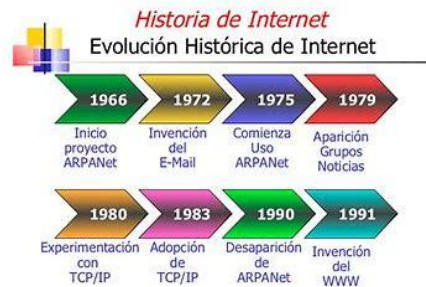 Historia de Internet
Evolución Histórica de Internet
1966
1972
1975
1979
Inicio
proyecto
ARPANet
Invención
del
E-Mail
Comienza
Uso
ARPANet
Aparición
Grupos
Noticias
1980
1983
1990
1991
Experimentación
con
TCP/IP
Adopción
de
TCP/IP
Desaparición
de
ARPANet
Invención
del
WWW